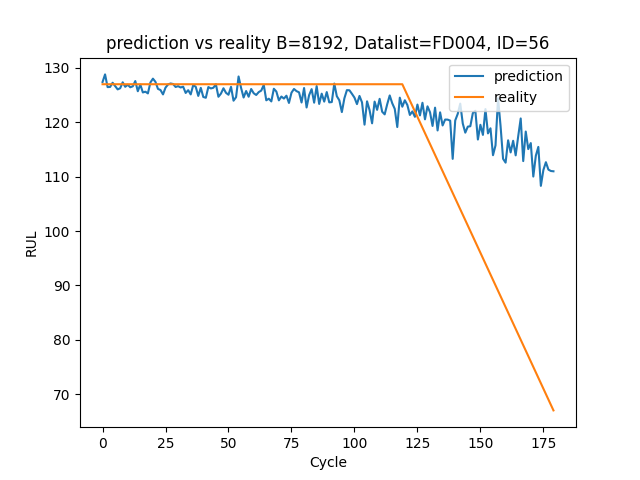 prediction vs reality B=8192, Datalist=FD004, ID=56
prediction
reality
RUL
130
120
110
100
90
80
70
0 25 50 75 100 125 150 175
Cycle